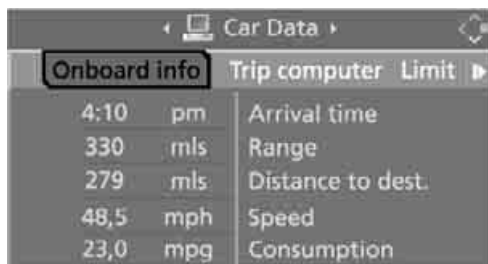 Car Data
Onboard info Trip computer Limit
4:10 pm Arrival time
330 mls Range
279 mls Distance to dest.
48,5 mph Speed
23,0 mpg Consumption